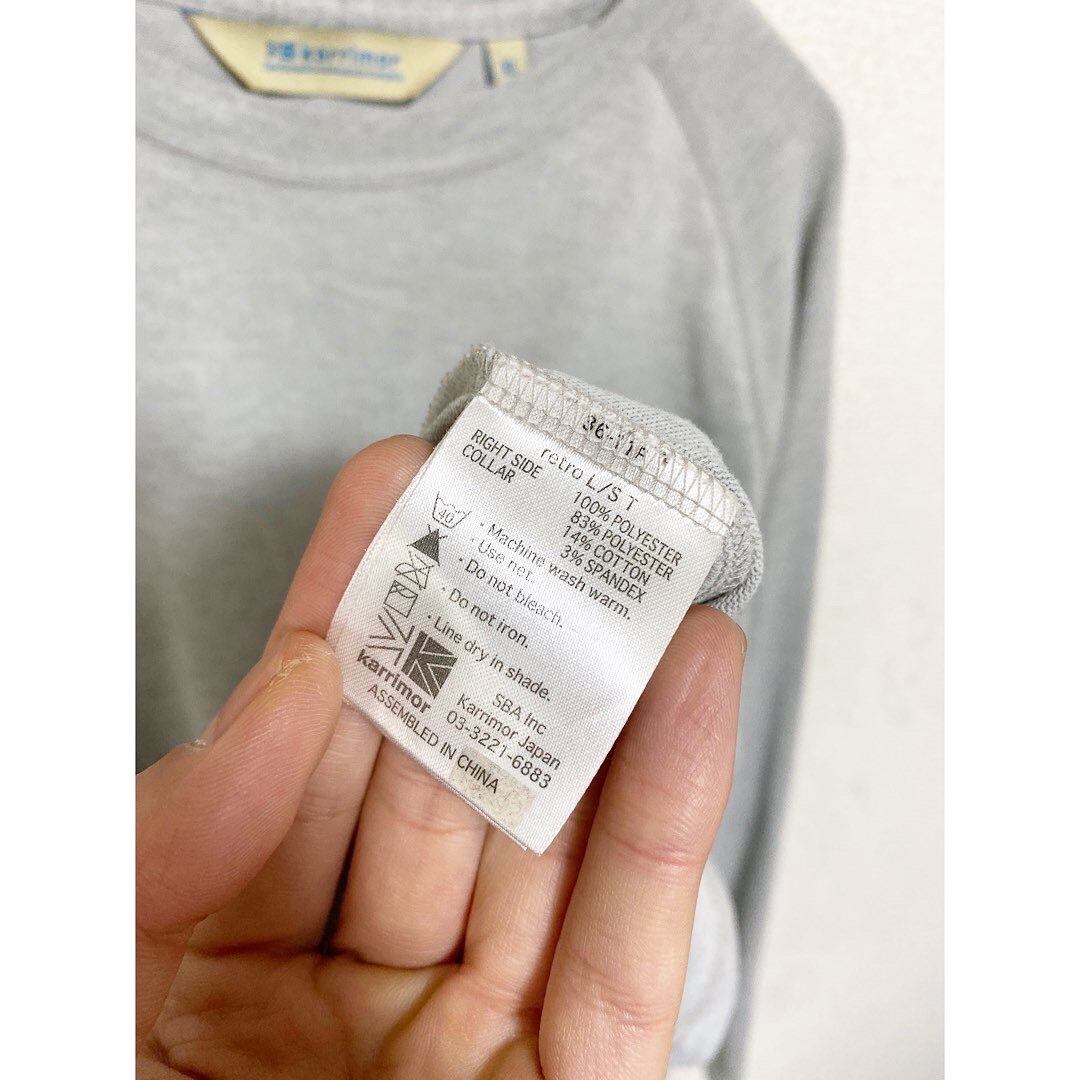 karrimor
36-11F
retro L/S T
RIGHT SIDE 100% POLYESTER
COLLAR 83% POLYESTER
14% COTTON
3% SPANDEX
40
· Machine wash warm.
· Use net.
· Do not bleach.
· Do not iron.
· Line dry in shade.
karrimor
SBA Inc
Karrimor Japan
03-3221-6883
ASSEMBLED IN CHINA